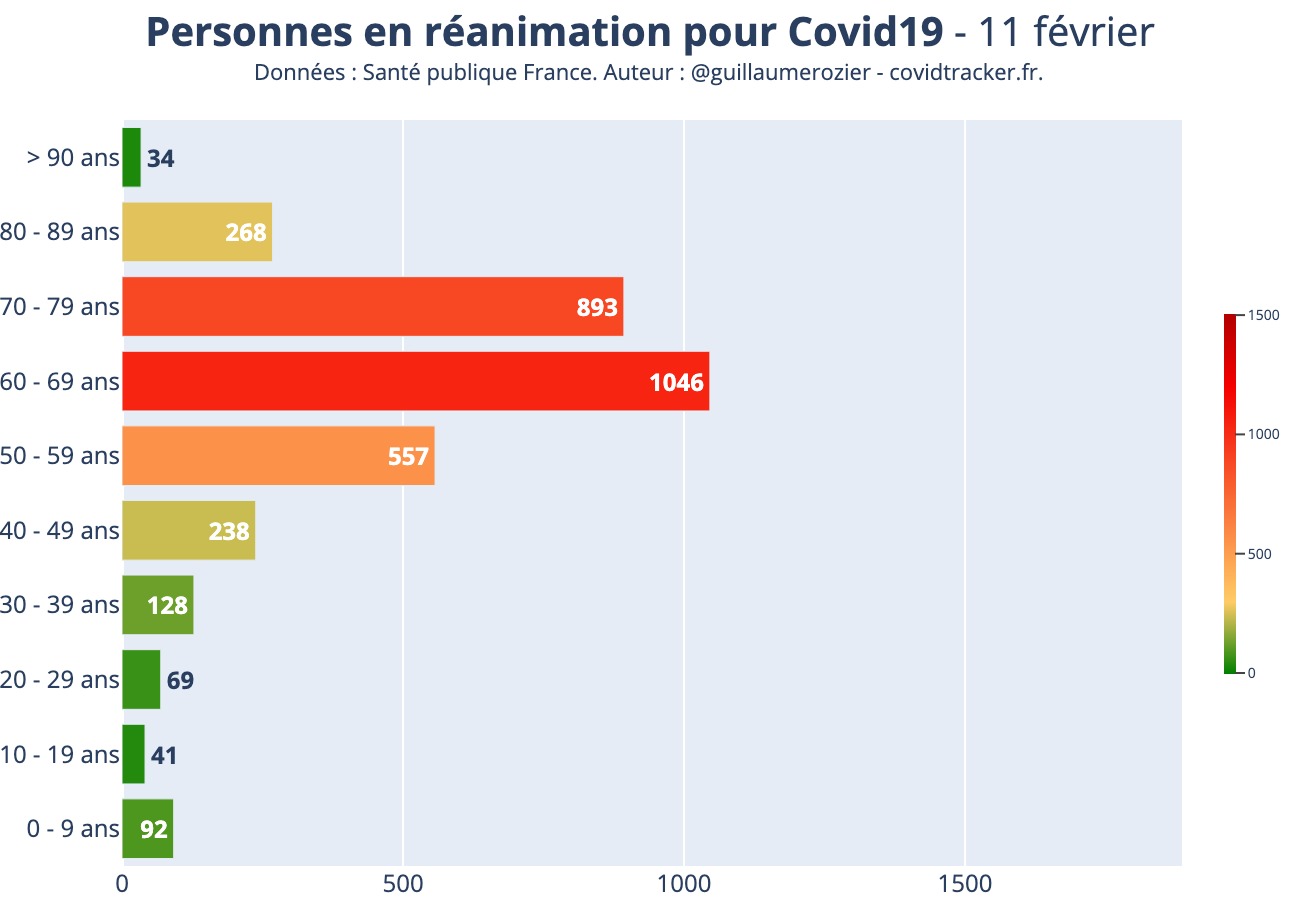 Personnes en réanimation pour Covid19 - 11 février
Données : Santé publique France. Auteur : @guillaumerozier - covidtracker.fr.
> 90 ans 34
80 - 89 ans 268
70 - 79 ans 893
60 - 69 ans 1046
50 - 59 ans 557
40 - 49 ans 238
30 - 39 ans 128
20 - 29 ans 69
10 - 19 ans 41
0 - 9 ans 92
0 500 1000 1500
1500
1000
500
0